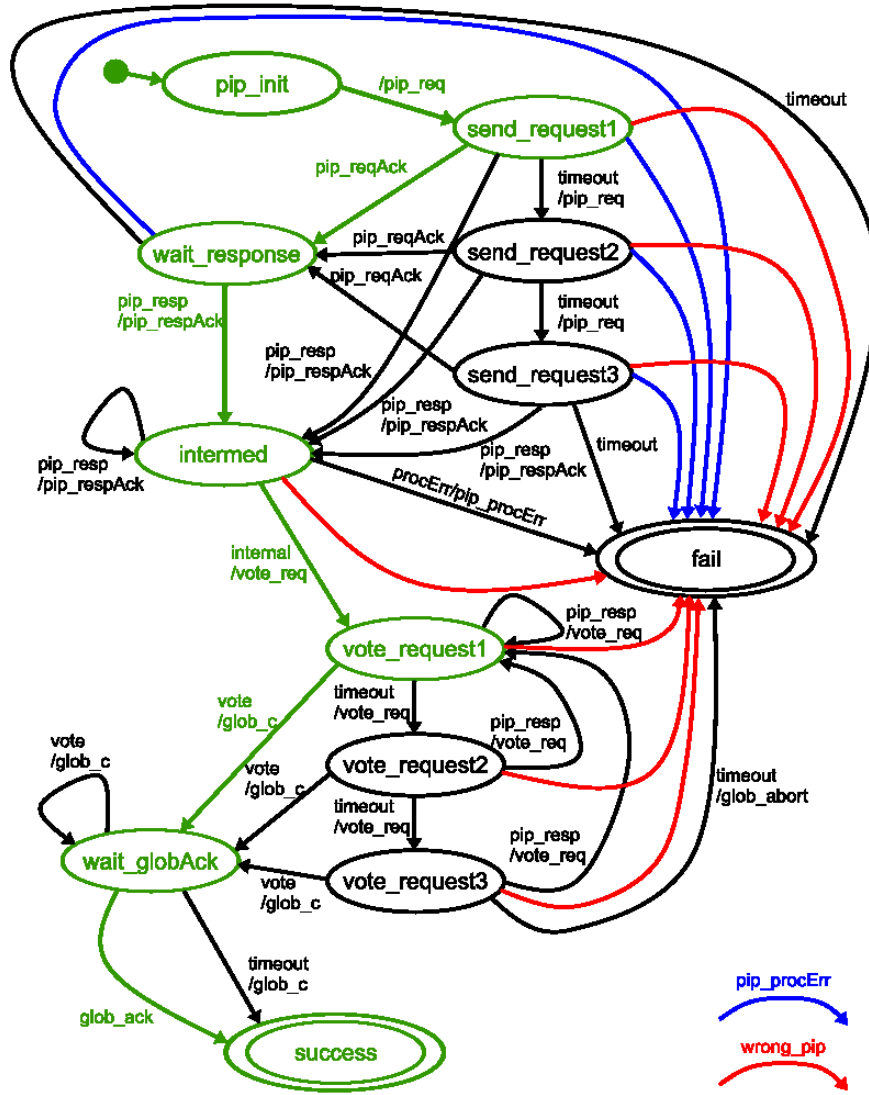 pip_init
/pip_req
timeout
send_request1
pip_reqAck
timeout
/pip_req
wait_response
pip_reqAck
send_request2
pip_reqAck
pip_resp
/pip_respAck
timeout
/pip_req
pip_resp
/pip_respAck
send_request3
pip_resp
/pip_respAck
timeout
intermed
pip_resp
/pip_respAck
pip_resp
/pip_respAck
procErr/pip_procErr
internal
/vote_req
fail
pip_resp
/vote_req
vote_request1
vote
/glob_c
timeout
/vote_req
pip_resp
/vote_req
vote
/glob_c
vote
/glob_c
vote_request2
timeout
/glob_abort
timeout
/vote_req
pip_resp
/vote_req
wait_globAck
vote
/glob_c
vote_request3
timeout
/glob_c
glob_ack
pip_procErr
success
wrong_pip